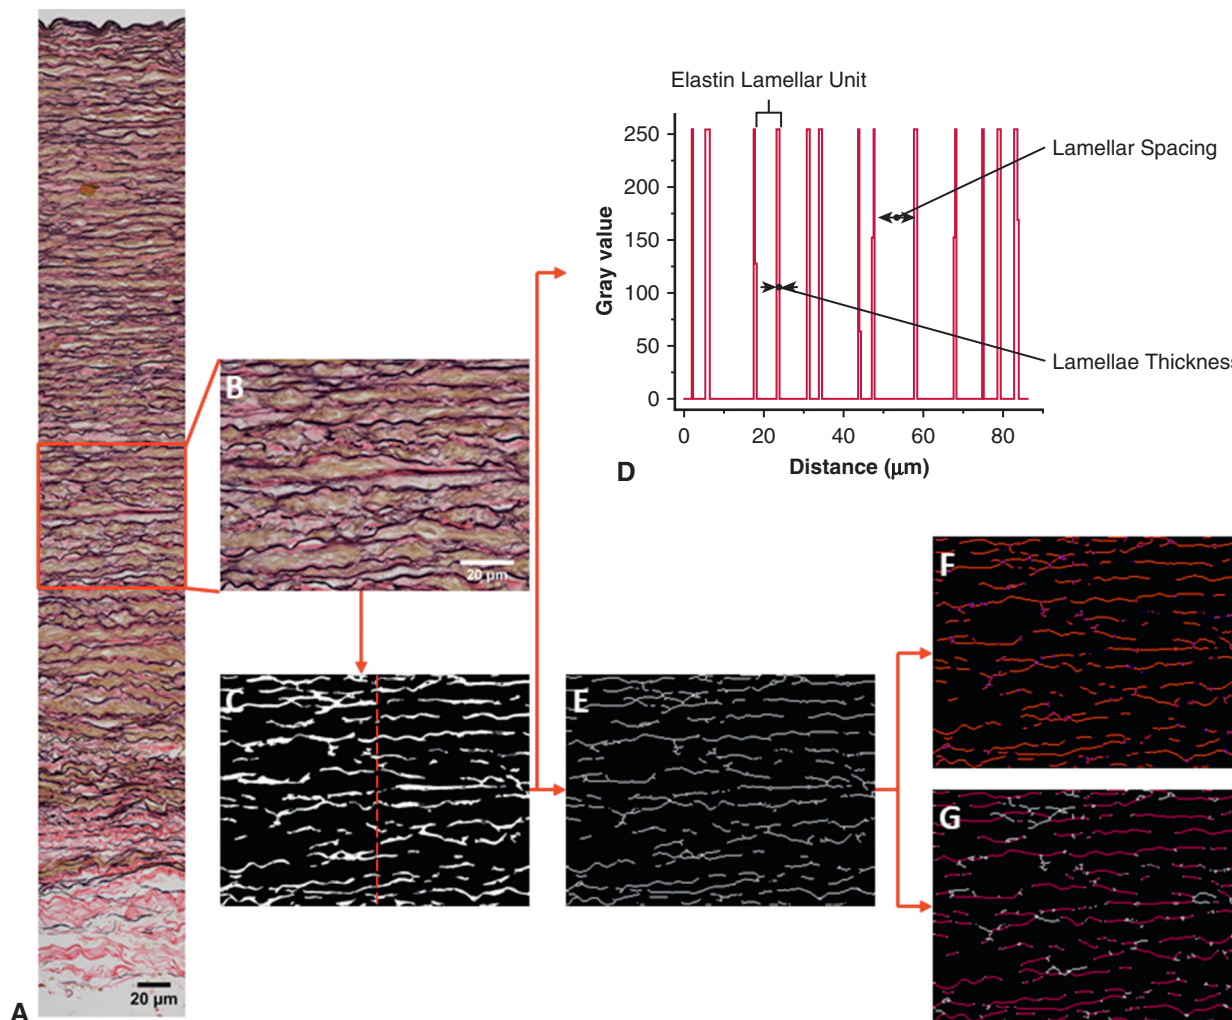 Elastin Lamellar Unit
250
200
150
100
50
0
Gray value
0 20 40 60 80
Distance (μm)
Lamellar Spacing
Lamellae Thickness
D
B
20 μm
F
C
E
G
20 μm
A